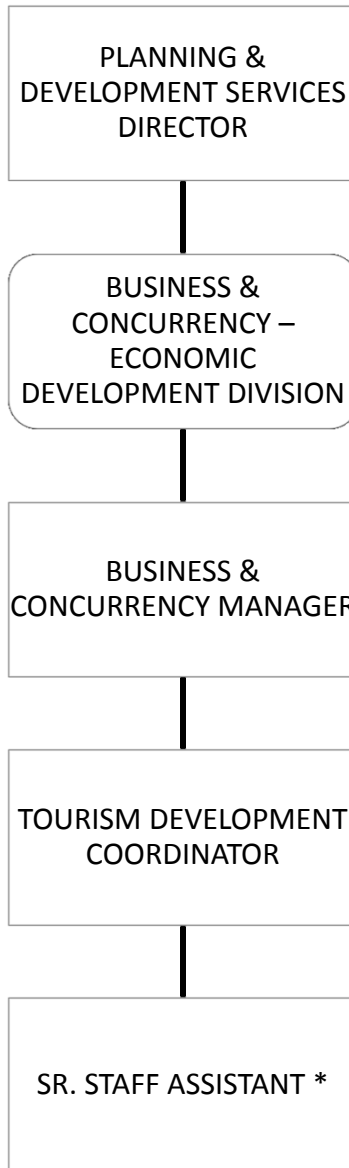 PLANNING &
DEVELOPMENT SERVICES
DIRECTOR
BUSINESS &
CONCURRENCY –
ECONOMIC
DEVELOPMENT DIVISION
BUSINESS &
CONCURRENCY MANAGER
TOURISM DEVELOPMENT
COORDINATOR
SR. STAFF ASSISTANT *